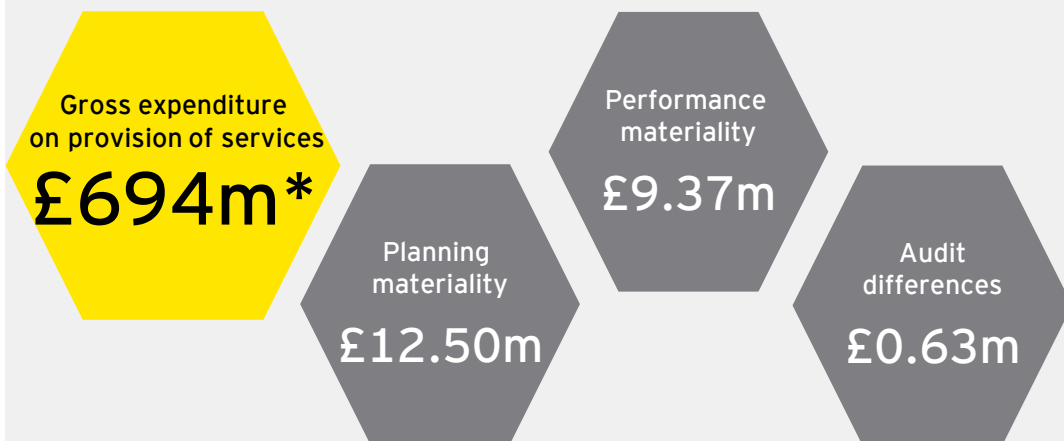 Gross expenditure
on provision of services
£694m*
Planning
materiality
£12.50m
Performance
materiality
£9.37m
Audit
differences
£0.63m